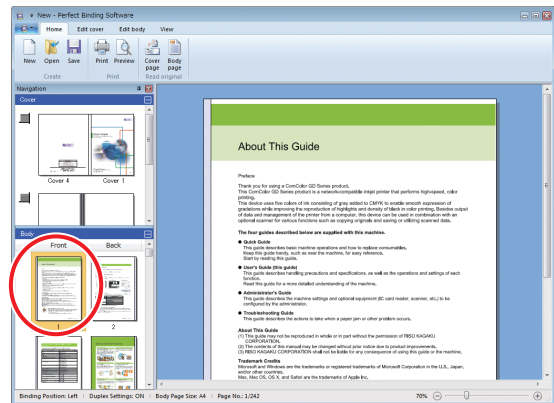 New - Perfect Binding Software
Home Edit cover Edit body View
New Open Save Print Preview Cover page Body page
Create Print Read original
Navigation
Cover
Cover 4 Cover 1
Body
Front Back
1 2
About This Guide
Preface
Thank you for using a ComColor GD Series product.
This ComColor GD Series product is a network-compatible inkjet printer that performs high-speed, color
printing.
This device uses five colors of ink consisting of gray added to CMYK to enable smooth expression of
gradations while improving the reproduction of highlights and density of black in color printing. Besides output
of data and management of the printer from a computer, this device can be used in combination with an
optional scanner for various functions such as copying originals and saving or utilizing scanned data.
The four guides described below are supplied with this machine.
● Quick Guide
This guide describes basic machine operations and how to replace consumables.
Keep this guide handy, such as near the machine, for easy reference.
Start by reading this guide.
● User's Guide (this guide)
This guide describes handling precautions and specifications, as well as the operations and settings of each
function.
Read this guide for a more detailed understanding of the machine.
● Administrator's Guide
This guide describes the machine settings and optional equipment (IC card reader, scanner, etc.) to be
configured by the administrator.
● Troubleshooting Guide
This guide describes the actions to take when a paper jam or other problem occurs.
About This Guide
(1) This guide may not be reproduced in whole or in part without the permission of RISO KAGAKU
CORPORATION.
(2) The contents of this manual may be changed without prior notice due to product improvements.
(3) RISO KAGAKU CORPORATION shall not be liable for any consequence of using this guide or the machine.
Trademark Credits
Microsoft and Windows are the trademarks or registered trademarks of Microsoft Corporation in the U.S., Japan,
and/or other countries.
Mac, Mac OS, OS X, and Safari are the trademarks of Apple Inc.
Binding Position: Left Duplex Settings: ON Body Page Size: A4 Page No.: 1/242 70%